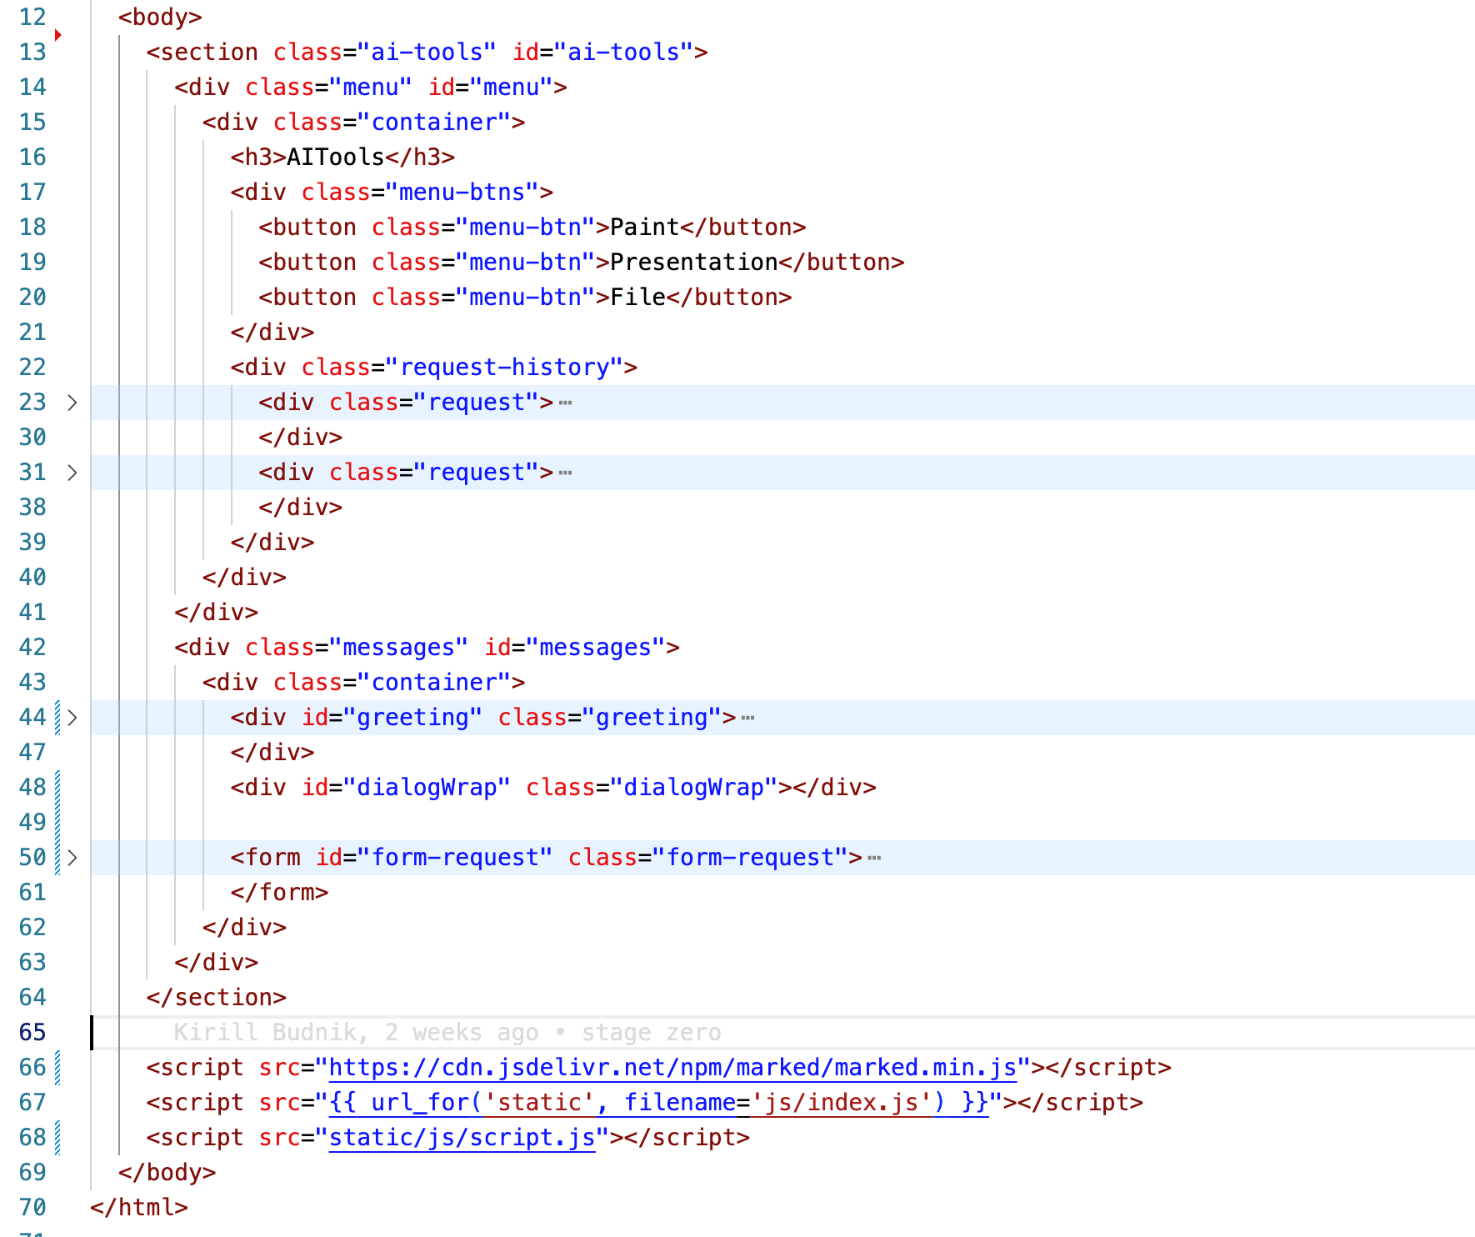 12 <body>
13 <section class="ai-tools" id="ai-tools">
14 <div class="menu" id="menu">
15 <div class="container">
16 <h3>AITools</h3>
17 <div class="menu-btns">
18 <button class="menu-btn">Paint</button>
19 <button class="menu-btn">Presentation</button>
20 <button class="menu-btn">File</button>
21 </div>
22 <div class="request-history">
23 <div class="request">⋯
30 </div>
31 <div class="request">⋯
38 </div>
39 </div>
40 </div>
41 </div>
42 <div class="messages" id="messages">
43 <div class="container">
44 <div id="greeting" class="greeting">⋯
47 </div>
48 <div id="dialogWrap" class="dialogWrap"></div>
49
50 <form id="form-request" class="form-request">⋯
61 </form>
62 </div>
63 </div>
64 </section>
65 Kirill Budnik, 2 weeks ago • stage zero
66 <script src="https://cdn.jsdelivr.net/npm/marked/marked.min.js"></script>
67 <script src="{{ url_for('static', filename='js/index.js') }}"></script>
68 <script src="static/js/script.js"></script>
69 </body>
70 </html>